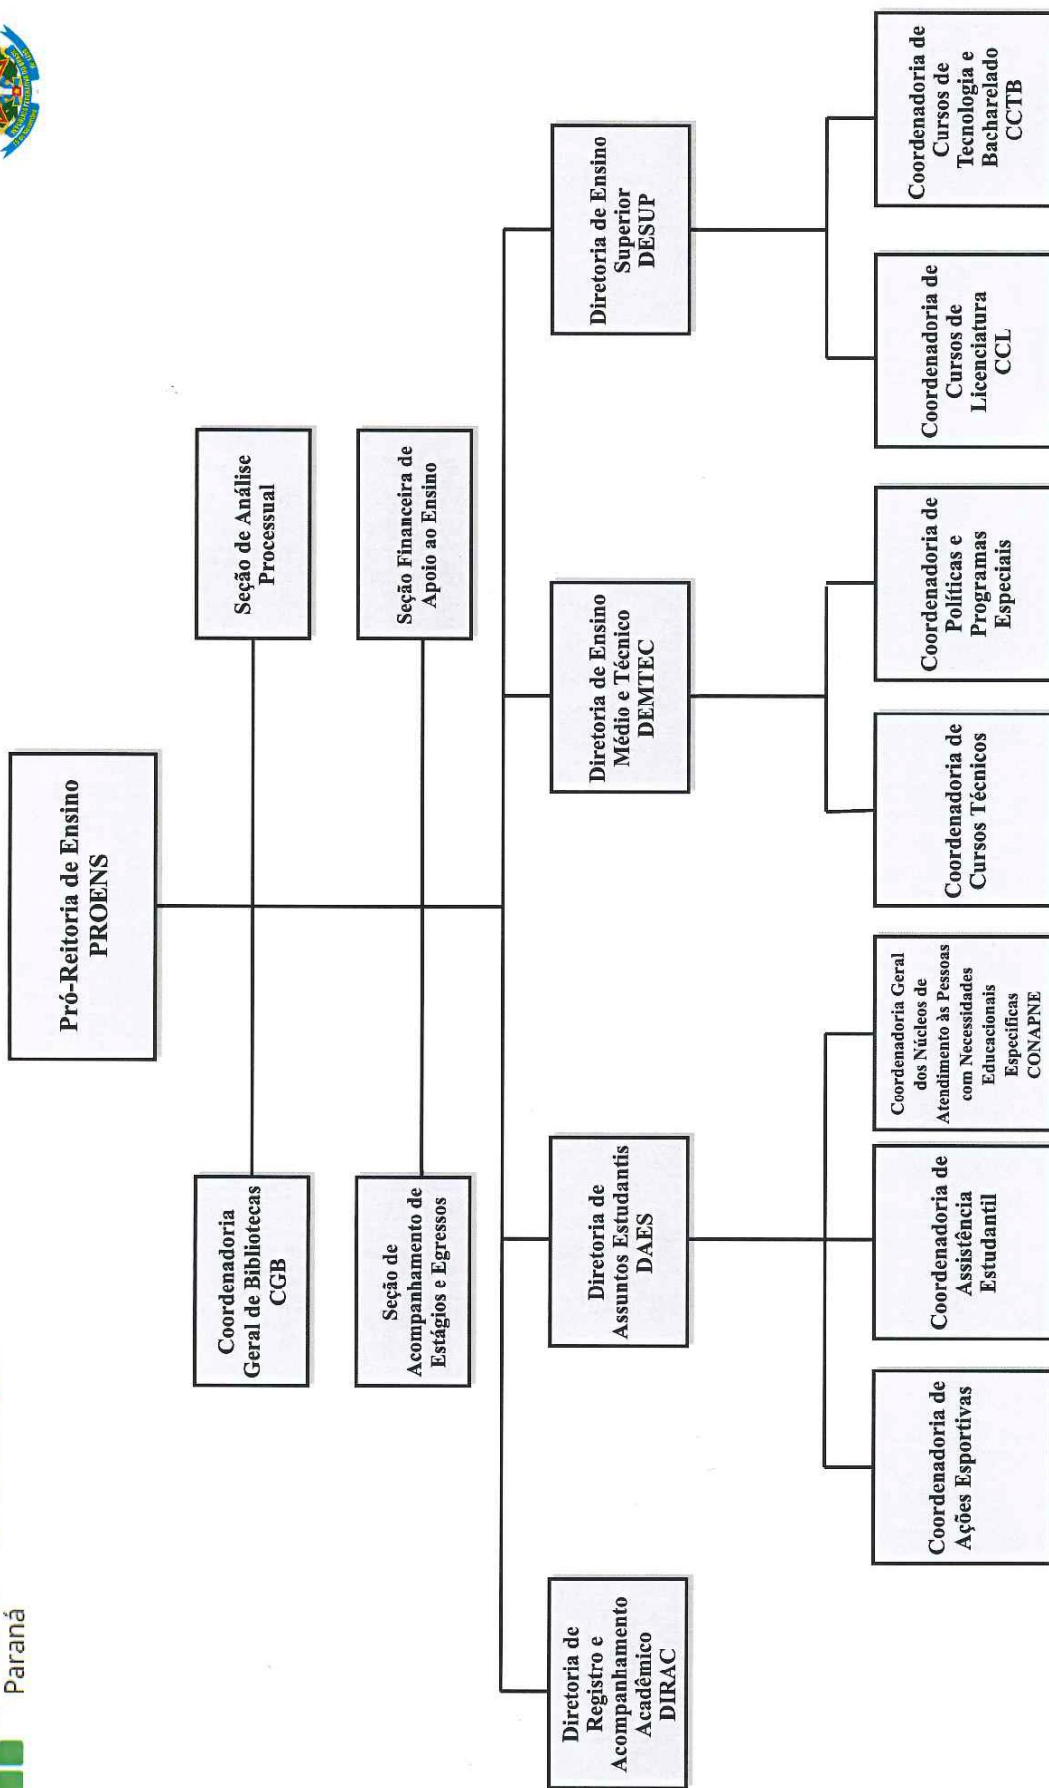 Paraná
Pró-Reitoria de Ensino
PROENS
Coordenadoria
Geral de Bibliotecas
CGB
Seção de Análise
Processual
Seção de
Acompanhamento de
Estágios e Egressos
Seção Financeira de
Apoio ao Ensino
Diretoria de
Registro e
Acompanhamento
Acadêmico
DIRAC
Diretoria de
Assuntos Estudantis
DAES
Diretoria de Ensino
Médio e Técnico
DEMTEC
Diretoria de Ensino
Superior
DESUP
Coordenadoria de
Ações Esportivas
Coordenadoria de
Assistência
Estudantil
Coordenadoria Geral
dos Núcleos de
Atendimento às Pessoas
com Necessidades
Educacionais
Especificas
CONAPNE
Coordenadoria de
Cursos Técnicos
Coordenadoria de
Políticas e
Programas
Especiais
Coordenadoria de
Cursos de
Licenciatura
CCL
Coordenadoria de
Cursos de
Tecnologia e
Bacharelado
CCTB